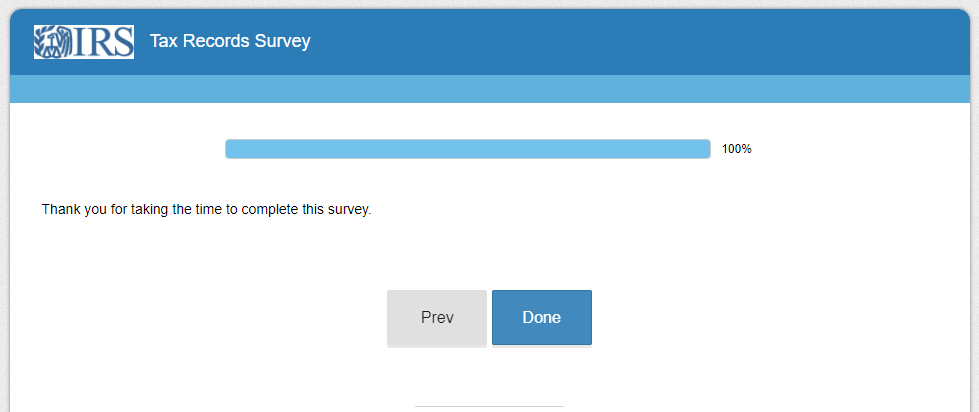 IRS Tax Records Survey
100%
Thank you for taking the time to complete this survey.
Prev Done